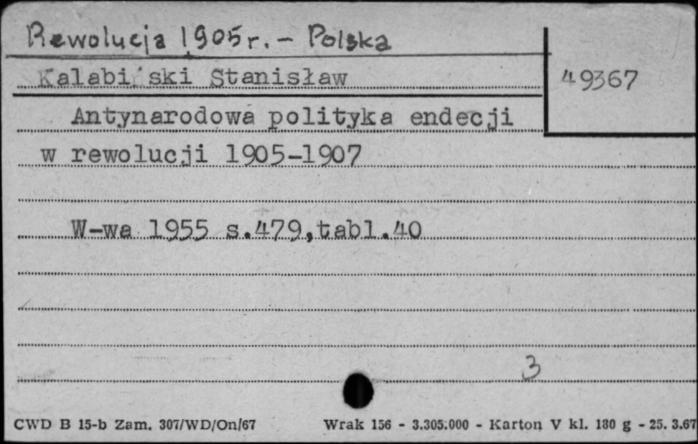 Rewolucja 1905 r. - Polska
Kalabiński Stanisław
49367
Antynarodowa polityka endecji
w rewolucji 1905-1907
W-wa 1955 s.479,tabl.40
3
CWD B 15-b Zam. 307/WD/On/67 Wrak 156 - 3.305.000 - Karton V kl. 180 g - 25. 3.67